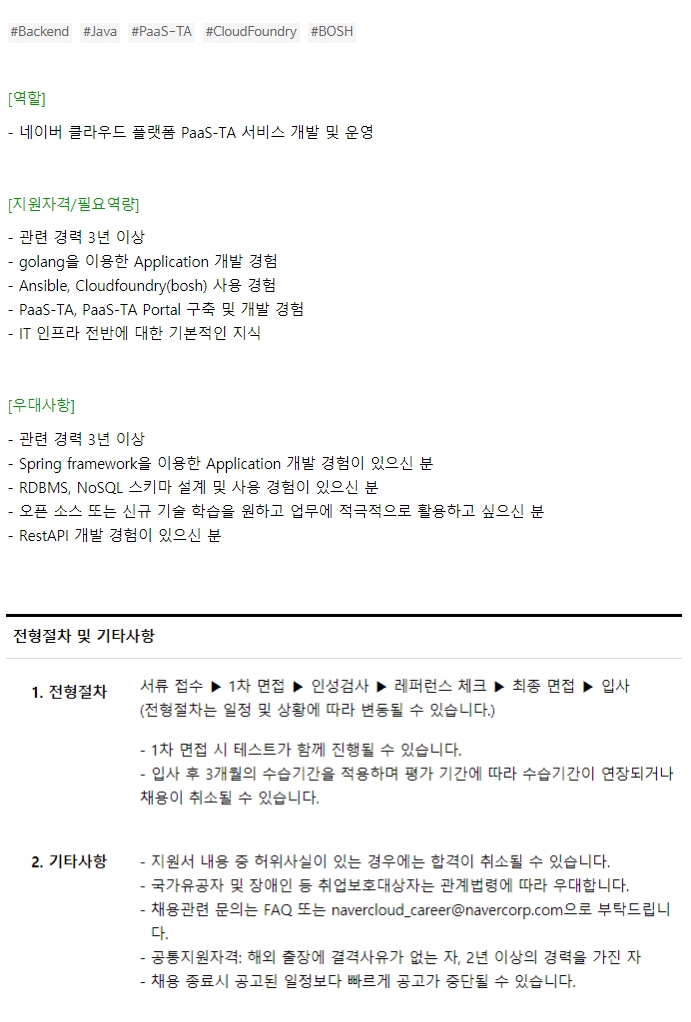 #Backend #Java #PaaS-TA #CloudFoundry #BOSH
[역할]
- 네이버 클라우드 플랫폼 PaaS-TA 서비스 개발 및 운영
[지원자격/필요역량]
- 관련 경력 3년 이상
- golang을 이용한 Application 개발 경험
- Ansible, Cloudfoundry(bosh) 사용 경험
- PaaS-TA, PaaS-TA Portal 구축 및 개발 경험
- IT 인프라 전반에 대한 기본적인 지식
[우대사항]
- 관련 경력 3년 이상
- Spring framework을 이용한 Application 개발 경험이 있으신 분
- RDBMS, NoSQL 스키마 설계 및 사용 경험이 있으신 분
- 오픈 소스 또는 신규 기술 학습을 원하고 업무에 적극적으로 활용하고 싶으신 분
- RestAPI 개발 경험이 있으신 분
전형절차 및 기타사항
1. 전형절차 서류 접수 ▶ 1차 면접 ▶ 인성검사 ▶ 레퍼런스 체크 ▶ 최종 면접 ▶ 입사
(전형절차는 일정 및 상황에 따라 변동될 수 있습니다.)
- 1차 면접 시 테스트가 함께 진행될 수 있습니다.
- 입사 후 3개월의 수습기간을 적용하며 평가 기간에 따라 수습기간이 연장되거나
채용이 취소될 수 있습니다.
2. 기타사항 - 지원서 내용 중 허위사실이 있는 경우에는 합격이 취소될 수 있습니다.
- 국가유공자 및 장애인 등 취업보호대상자는 관계법령에 따라 우대합니다.
- 채용관련 문의는 FAQ 또는 navercloud_career@navercorp.com으로 부탁드립니
다.
- 공통지원자격: 해외 출장에 결격사유가 없는 자, 2년 이상의 경력을 가진 자
- 채용 종료시 공고된 일정보다 빠르게 공고가 중단될 수 있습니다.